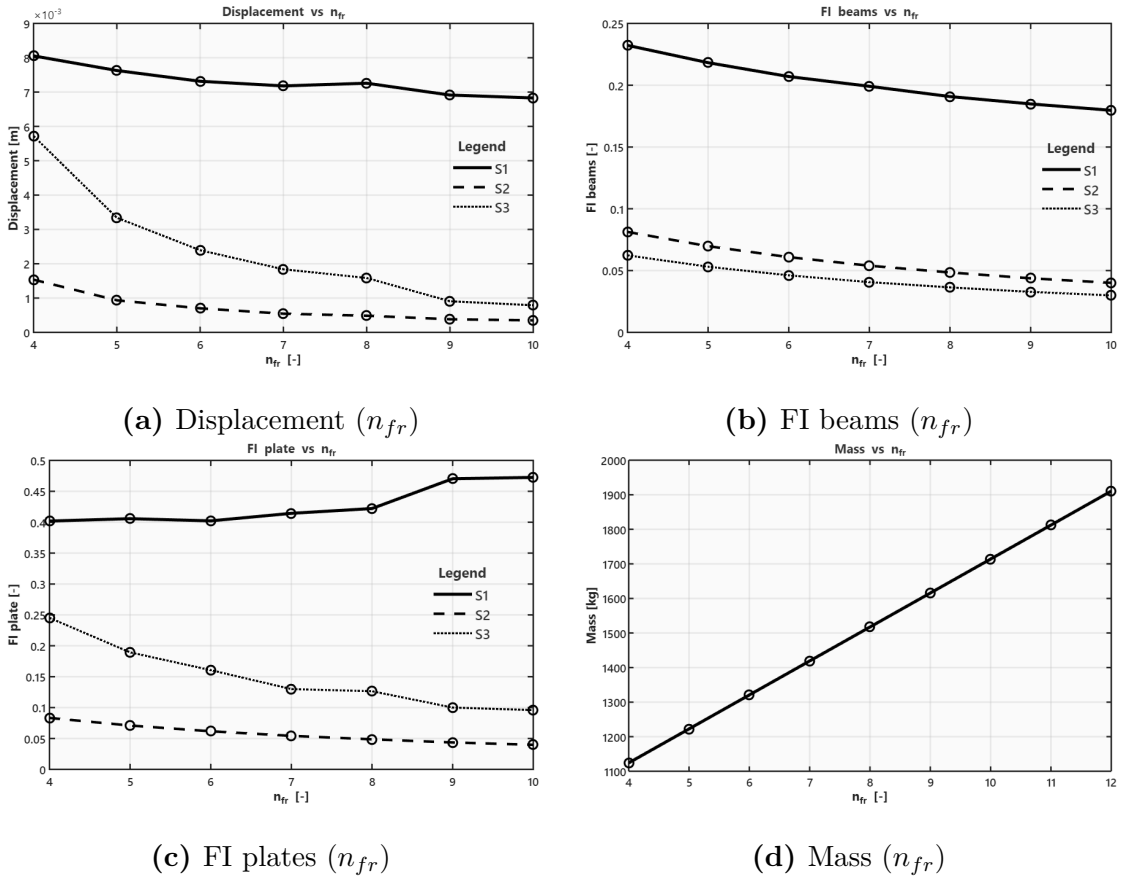 Displacement vs n_fr
×10⁻³
9
8
7
6
5
4
3
2
1
0
Displacement [m]
Legend
S1
S2
S3
4 5 6 7 8 9 10
n_fr [-]
(a) Displacement (n_fr)
FI beams vs n_fr
0.25
0.2
0.15
0.1
0.05
0
FI beams [-]
Legend
S1
S2
S3
4 5 6 7 8 9 10
n_fr [-]
(b) FI beams (n_fr)
FI plate vs n_fr
0.5
0.45
0.4
0.35
0.3
0.25
0.2
0.15
0.1
0.05
0
FI plate [-]
Legend
S1
S2
S3
4 5 6 7 8 9 10
n_fr [-]
(c) FI plates (n_fr)
Mass vs n_fr
2000
1900
1800
1700
1600
1500
1400
1300
1200
1100
Mass [kg]
4 5 6 7 8 9 10 11 12
n_fr [-]
(d) Mass (n_fr)